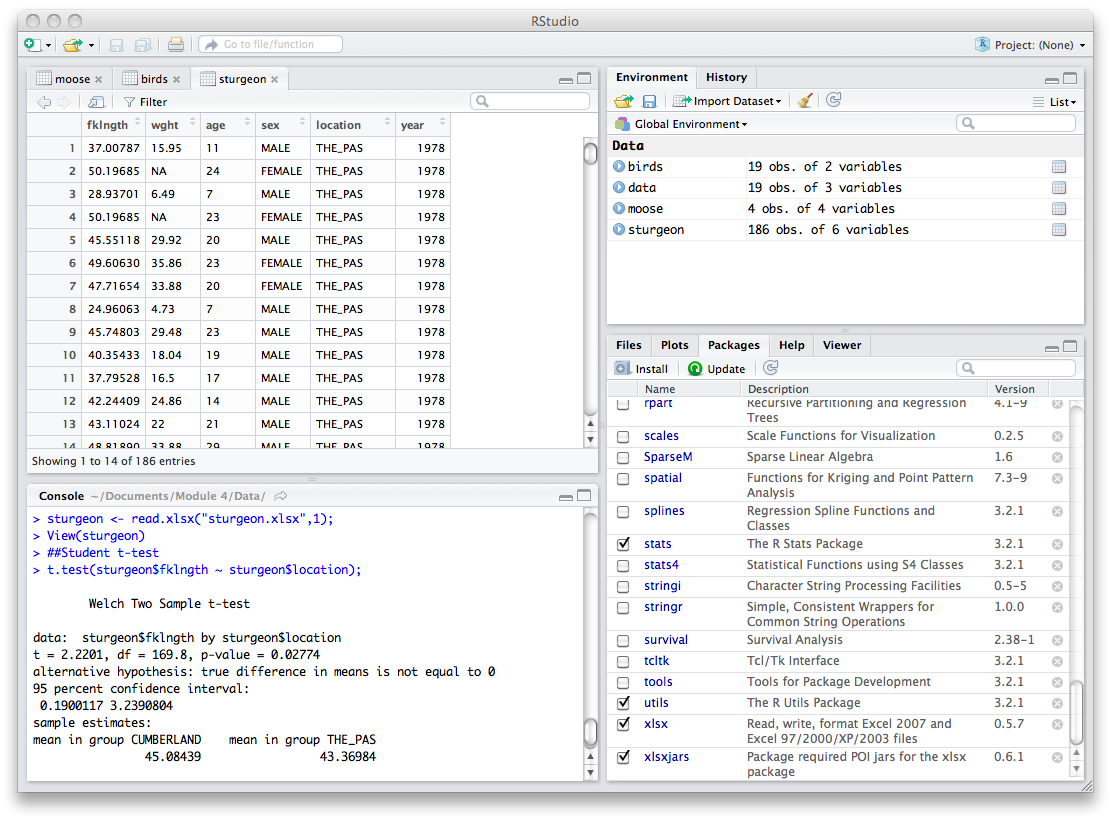 RStudio
Go to file/function
Project: (None)
moose
birds
sturgeon
Filter
fklngth wght age sex location year
1 37.00787 15.95 11 MALE THE_PAS 1978
2 50.19685 NA 24 FEMALE THE_PAS 1978
3 28.93701 6.49 7 MALE THE_PAS 1978
4 50.19685 NA 23 FEMALE THE_PAS 1978
5 45.55118 29.92 20 MALE THE_PAS 1978
6 49.60630 35.86 23 FEMALE THE_PAS 1978
7 47.71654 33.88 20 FEMALE THE_PAS 1978
8 24.96063 4.73 7 MALE THE_PAS 1978
9 45.74803 29.48 23 MALE THE_PAS 1978
10 40.35433 18.04 19 MALE THE_PAS 1978
11 37.79528 16.5 17 MALE THE_PAS 1978
12 42.24409 24.86 14 MALE THE_PAS 1978
13 43.11024 22 21 MALE THE_PAS 1978
14 48.81890 33.88 29 MALE THE_PAS 1978
Showing 1 to 14 of 186 entries
Console ~/Documents/Module 4/Data/
> sturgeon <- read.xlsx("sturgeon.xlsx",1);
> View(sturgeon)
> ##Student t-test
> t.test(sturgeon$fklngth ~ sturgeon$location);
Welch Two Sample t-test
data: sturgeon$fklngth by sturgeon$location
t = 2.2201, df = 169.8, p-value = 0.02774
alternative hypothesis: true difference in means is not equal to 0
95 percent confidence interval:
0.1900117 3.2390804
sample estimates:
mean in group CUMBERLAND mean in group THE_PAS
45.08439 43.36984
Environment History
Import Dataset
List
Global Environment
Data
birds 19 obs. of 2 variables
data 19 obs. of 3 variables
moose 4 obs. of 4 variables
sturgeon 186 obs. of 6 variables
Files Plots Packages Help Viewer
Install Update
Name Description Version
rpart Recursive Partitioning and Regression 4.1-9
Trees
scales Scale Functions for Visualization 0.2.5
SparseM Sparse Linear Algebra 1.6
spatial Functions for Kriging and Point Pattern 7.3-9
Analysis
splines Regression Spline Functions and 3.2.1
Classes
stats The R Stats Package 3.2.1
stats4 Statistical Functions using S4 Classes 3.2.1
stringi Character String Processing Facilities 0.5-5
stringr Simple, Consistent Wrappers for 1.0.0
Common String Operations
survival Survival Analysis 2.38-1
tcltk Tcl/Tk Interface 3.2.1
tools Tools for Package Development 3.2.1
utils The R Utils Package 3.2.1
xlsx Read, write, format Excel 2007 and 0.5.7
Excel 97/2000/XP/2003 files
xlsxjars Package required POI jars for the xlsx 0.6.1
package